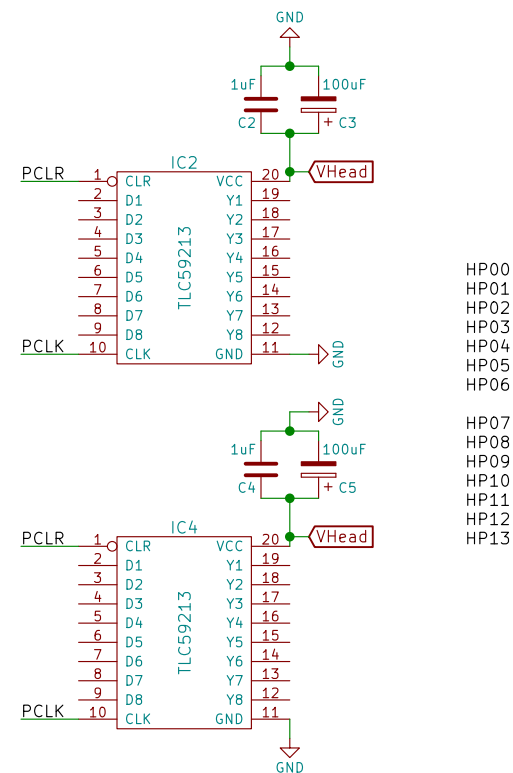 GND
1uF 100uF
C2 + C3
IC2
PCLR 1 CLR VCC 20 VHead
2 D1 Y1 19
3 D2 Y2 18
4 D3 Y3 17
5 D4 Y4 16
6 D5 Y5 15
7 D6 Y6 14
8 D7 Y7 13
9 D8 Y8 12
PCLK 10 CLK GND 11 GND
TLC59213
HP00
HP01
HP02
HP03
HP04
HP05
HP06
HP07
HP08
HP09
HP10
HP11
HP12
HP13
GND
1uF 100uF
C4 + C5
IC4
PCLR 1 CLR VCC 20 VHead
2 D1 Y1 19
3 D2 Y2 18
4 D3 Y3 17
5 D4 Y4 16
6 D5 Y5 15
7 D6 Y6 14
8 D7 Y7 13
9 D8 Y8 12
PCLK 10 CLK GND 11
TLC59213
GND